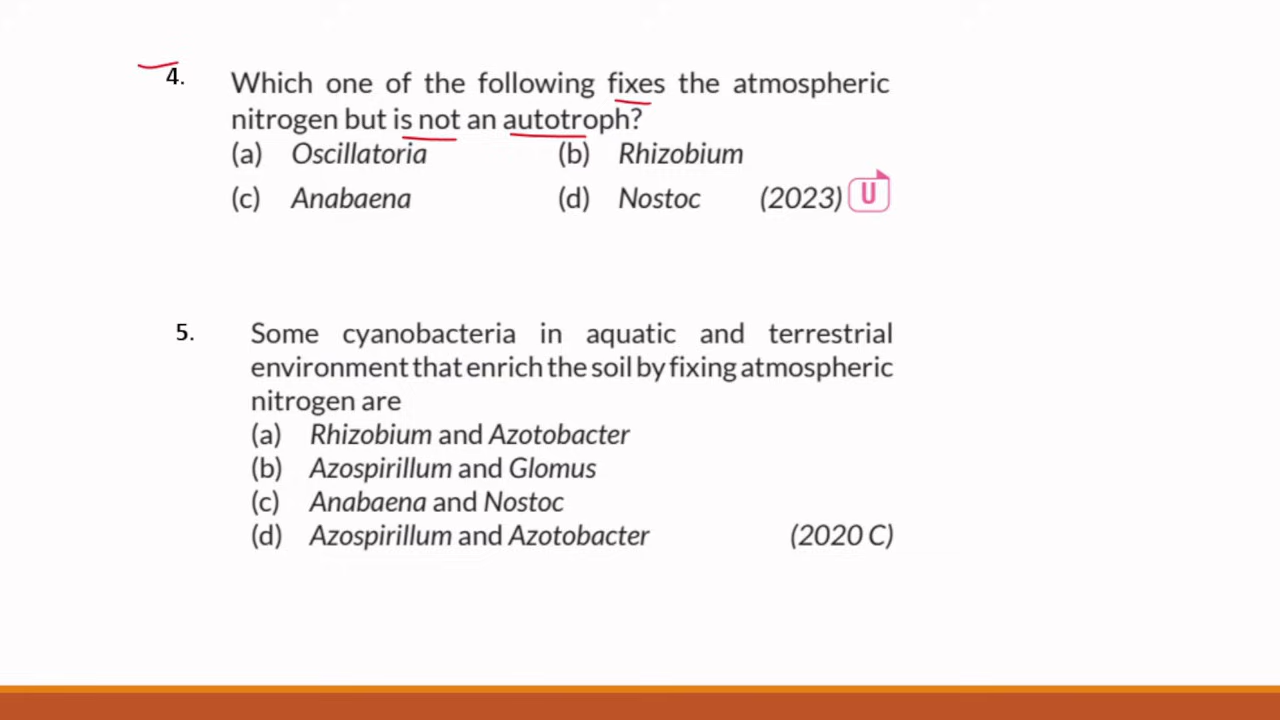 4. Which one of the following fixes the atmospheric
nitrogen but is not an autotroph?
(a) Oscillatoria (b) Rhizobium
(c) Anabaena (d) Nostoc (2023) U
5. Some cyanobacteria in aquatic and terrestrial
environment that enrich the soil by fixing atmospheric
nitrogen are
(a) Rhizobium and Azotobacter
(b) Azospirillum and Glomus
(c) Anabaena and Nostoc
(d) Azospirillum and Azotobacter (2020 C)